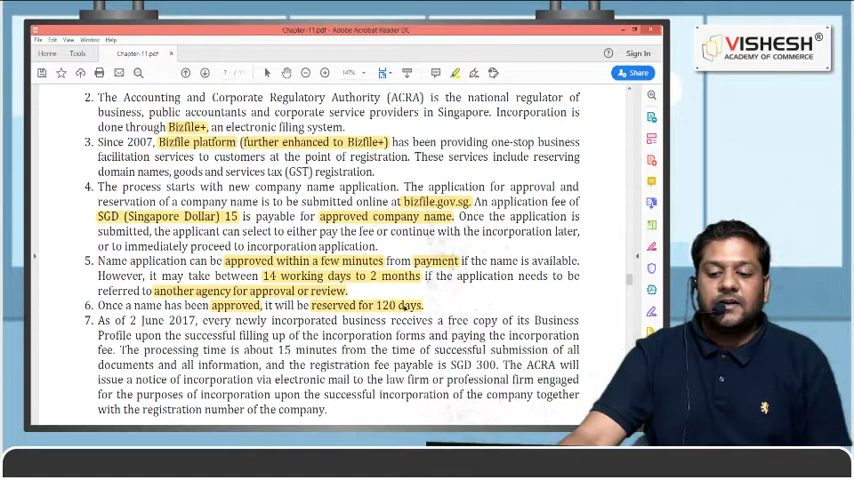 Chapter-11.pdf - Adobe Acrobat Reader DC
File Edit View Window Help
Home Tools Chapter-11.pdf × Sign In
147% Share
2. The Accounting and Corporate Regulatory Authority (ACRA) is the national regulator of
business, public accountants and corporate service providers in Singapore. Incorporation is
done through Bizfile+, an electronic filing system.
3. Since 2007, Bizfile platform (further enhanced to Bizfile+) has been providing one-stop business
facilitation services to customers at the point of registration. These services include reserving
domain names, goods and services tax (GST) registration.
4. The process starts with new company name application. The application for approval and
reservation of a company name is to be submitted online at bizfile.gov.sg. An application fee of
SGD (Singapore Dollar) 15 is payable for approved company name. Once the application is
submitted, the applicant can select to either pay the fee or continue with the incorporation later,
or to immediately proceed to incorporation application.
5. Name application can be approved within a few minutes from payment if the name is available.
However, it may take between 14 working days to 2 months if the application needs to be
referred to another agency for approval or review.
6. Once a name has been approved, it will be reserved for 120 days.
7. As of 2 June 2017, every newly incorporated business receives a free copy of its Business
Profile upon the successful filling up of the incorporation forms and paying the incorporation
fee. The processing time is about 15 minutes from the time of successful submission of all
documents and all information, and the registration fee payable is SGD 300. The ACRA will
issue a notice of incorporation via electronic mail to the law firm or professional firm engaged
for the purposes of incorporation upon the successful incorporation of the company together
with the registration number of the company.
VISHESH®
ACADEMY OF COMMERCE